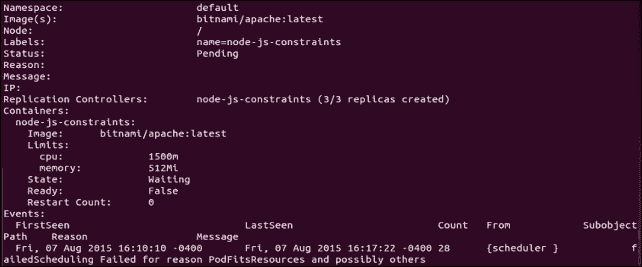 Namespace: default
Image(s): bitnami/apache:latest
Node: /
Labels: name=node-js-constraints
Status: Pending
Reason:
Message:
IP:
Replication Controllers: node-js-constraints (3/3 replicas created)
Containers:
node-js-constraints:
Image: bitnami/apache:latest
Limits:
cpu: 1500m
memory: 512Mi
State: Waiting
Ready: False
Restart Count: 0
Events:
FirstSeen LastSeen Count From Subobject
Path Reason Message
Fri, 07 Aug 2015 16:10:10 -0400 Fri, 07 Aug 2015 16:17:22 -0400 28 {scheduler } f
ailedScheduling Failed for reason PodFitsResources and possibly others